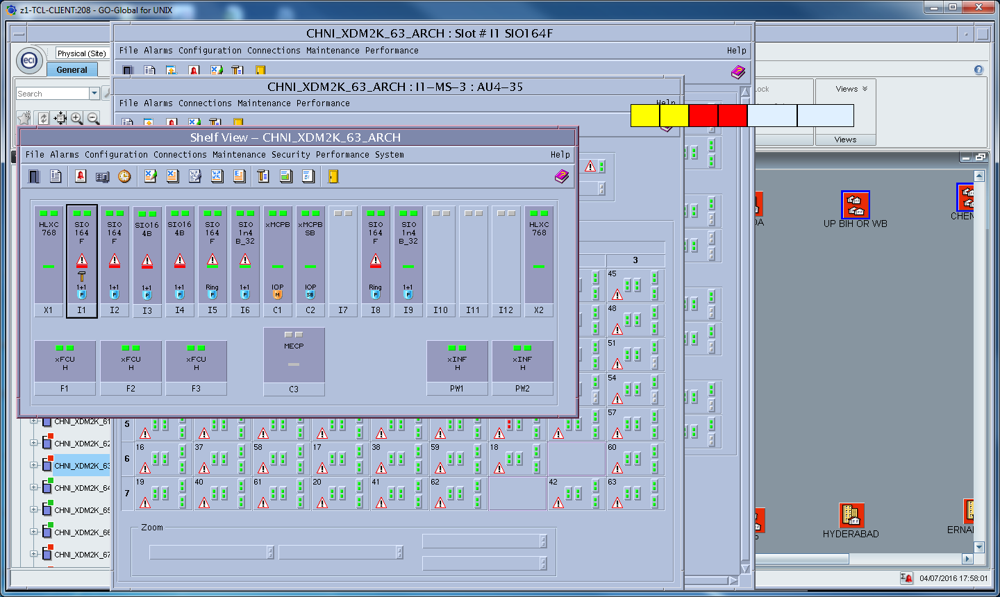 z1-TCL-CLIENT:208 - GO-Global for UNIX
CHNI_XDM2K_63_ARCH : Slot # I1 SIO164F
File Alarms Configuration Connections Maintenance Performance Help
ECI
Physical (Site)
General
Search
Lock
Views
Views
CHNI_XDM2K_63_ARCH : I1-MS-3 : AU4-35
File Alarms Connections Maintenance Performance Help
Shelf View - CHNI_XDM2K_63_ARCH
File Alarms Configuration Connections Maintenance Security Performance System Help
HLXC 768 X1
SIO 164 F 1+1 P I1
SIO 164 F 1+1 P I2
SIO16 4B 1+1 P I3
SIO16 4B 1+1 P I4
SIO 164 F Ring P I5
SIO 1n4 B_32 1+1 P I6
xMCPB IOP M C1
xMCPB SB IOP SB C2
I7
SIO 164 F Ring P I8
SIO 1n4 B_32 1+1 P I9
I10
I11
I12
HLXC 768 X2
xFCU H F1
xFCU H F2
xFCU H F3
MECP C3
xINF H PW1
xINF H PW2
3
45
48
51
54
5 57
6 16 37 58 17 38 59 18 60
7 19 40 61 20 41 62 42 63
Zoom
CHNI_XDM2K_61
CHNI_XDM2K_62
CHNI_XDM2K_63
CHNI_XDM2K_64
CHNI_XDM2K_65
CHNI_XDM2K_66
CHNI_XDM2K_67
DA
UP BIH OR WB
CHEN
HYDERABAD
ERNA
04/07/2016 17:58:01